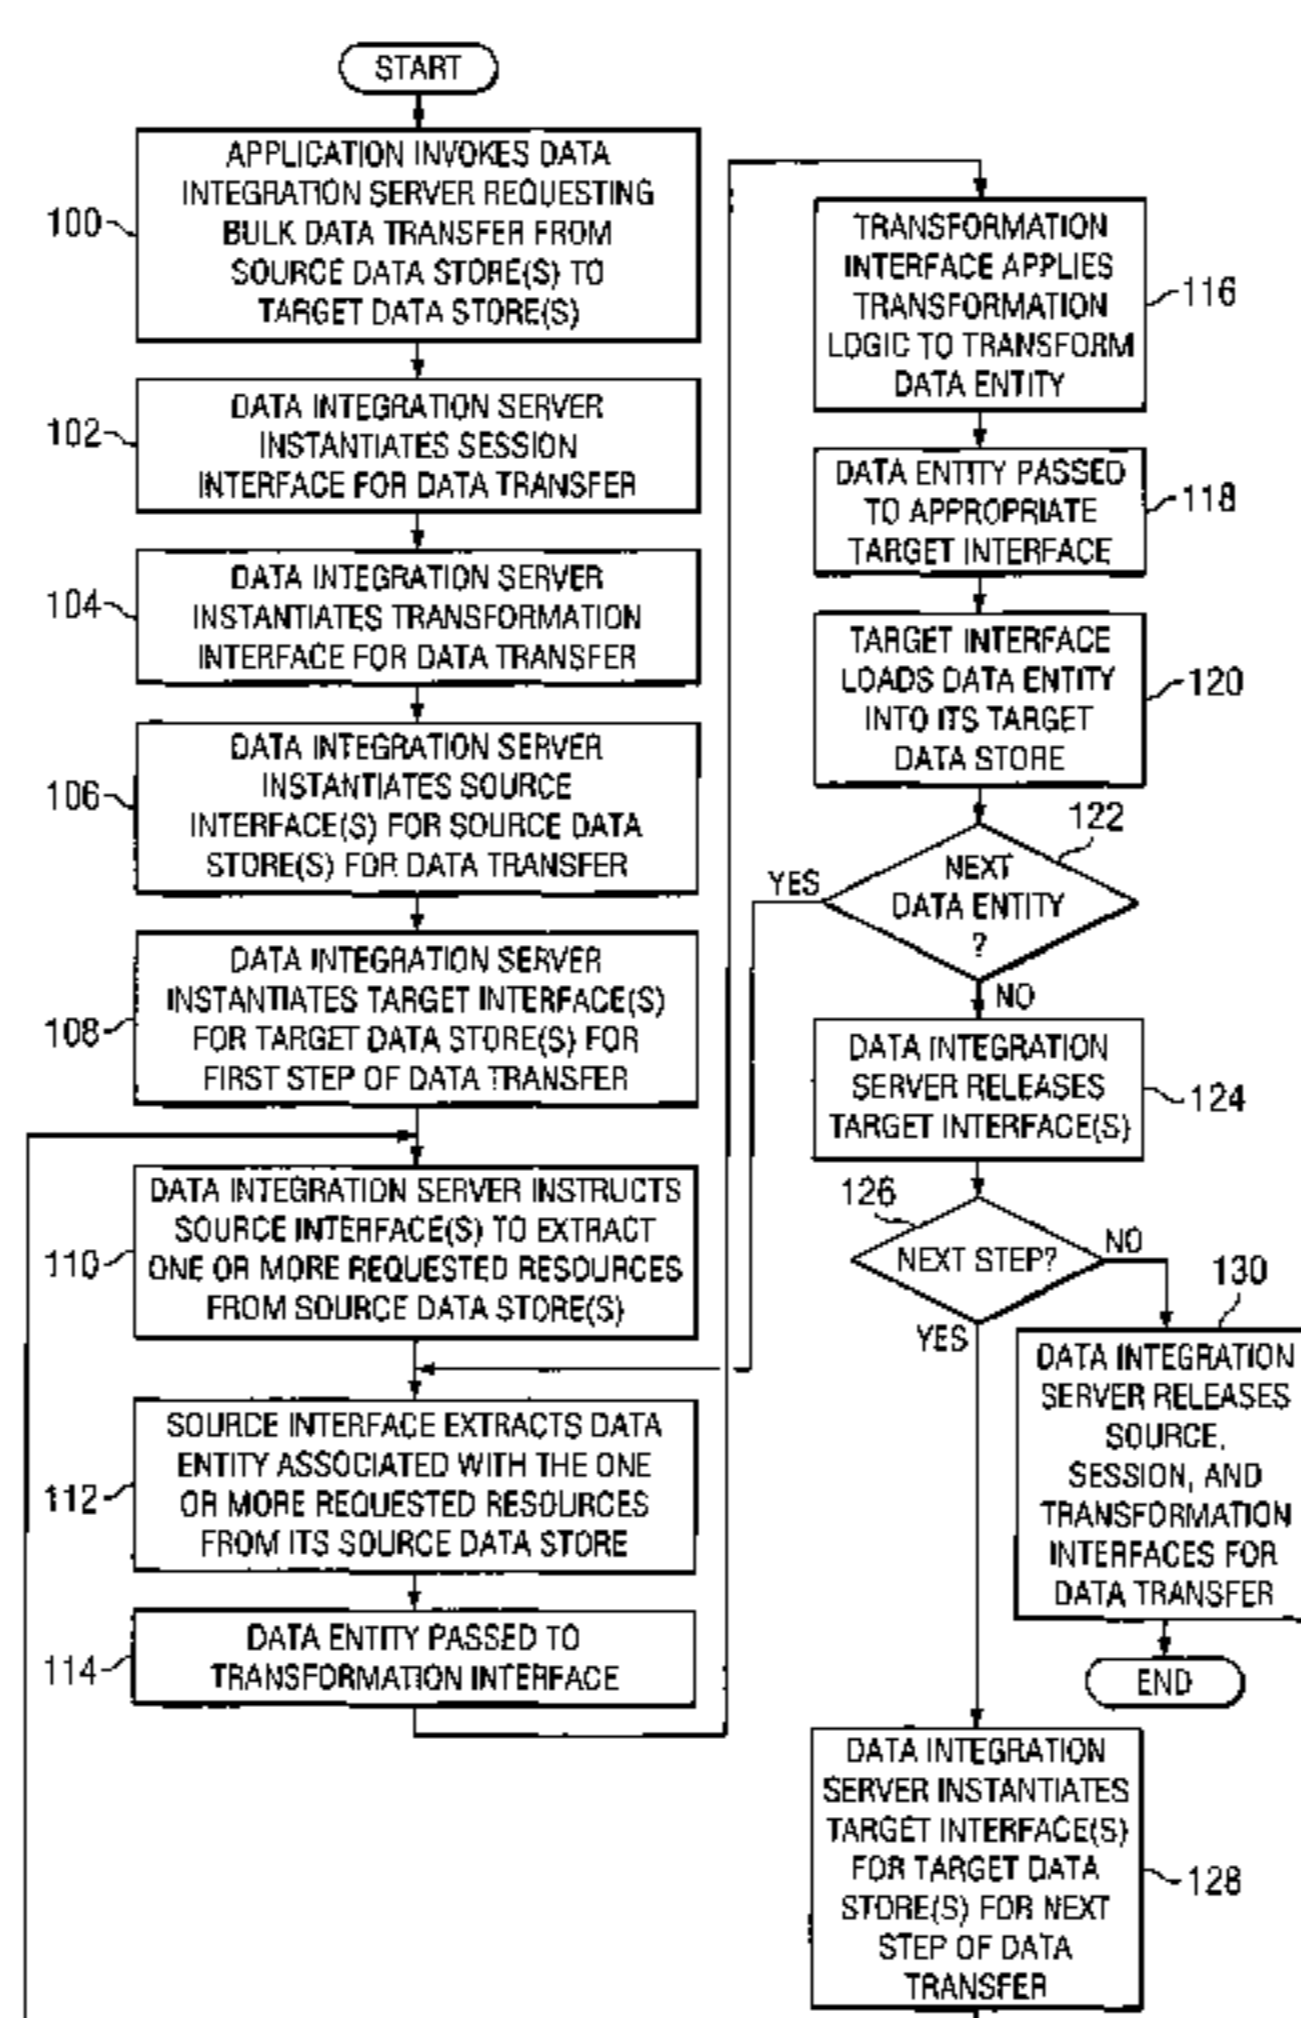 START
APPLICATION INVOKES DATA
INTEGRATION SERVER REQUESTING
BULK DATA TRANSFER FROM
SOURCE DATA STORE(S) TO
TARGET DATA STORE(S)
100
DATA INTEGRATION SERVER
INSTANTIATES SESSION
INTERFACE FOR DATA TRANSFER
102
DATA INTEGRATION SERVER
INSTANTIATES TRANSFORMATION
INTERFACE FOR DATA TRANSFER
104
DATA INTEGRATION SERVER
INSTANTIATES SOURCE
INTERFACE(S) FOR SOURCE DATA
STORE(S) FOR DATA TRANSFER
106
DATA INTEGRATION SERVER
INSTANTIATES TARGET INTERFACE(S)
FOR TARGET DATA STORE(S) FOR
FIRST STEP OF DATA TRANSFER
108
DATA INTEGRATION SERVER INSTRUCTS
SOURCE INTERFACE(S) TO EXTRACT
ONE OR MORE REQUESTED RESOURCES
FROM SOURCE DATA STORE(S)
110
SOURCE INTERFACE EXTRACTS DATA
ENTITY ASSOCIATED WITH THE ONE
OR MORE REQUESTED RESOURCES
FROM ITS SOURCE DATA STORE
112
DATA ENTITY PASSED TO
TRANSFORMATION INTERFACE
114
TRANSFORMATION
INTERFACE APPLIES
TRANSFORMATION
LOGIC TO TRANSFORM
DATA ENTITY
116
DATA ENTITY PASSED
TO APPROPRIATE
TARGET INTERFACE
118
TARGET INTERFACE
LOADS DATA ENTITY
INTO ITS TARGET
DATA STORE
120
122
NEXT
DATA ENTITY
?
YES
NO
DATA INTEGRATION
SERVER RELEASES
TARGET INTERFACE(S)
124
126
NEXT STEP?
NO
YES
130
DATA INTEGRATION
SERVER RELEASES
SOURCE,
SESSION, AND
TRANSFORMATION
INTERFACES FOR
DATA TRANSFER
END
DATA INTEGRATION
SERVER INSTANTIATES
TARGET INTERFACE(S)
FOR TARGET DATA
STORE(S) FOR NEXT
STEP OF DATA
TRANSFER
128